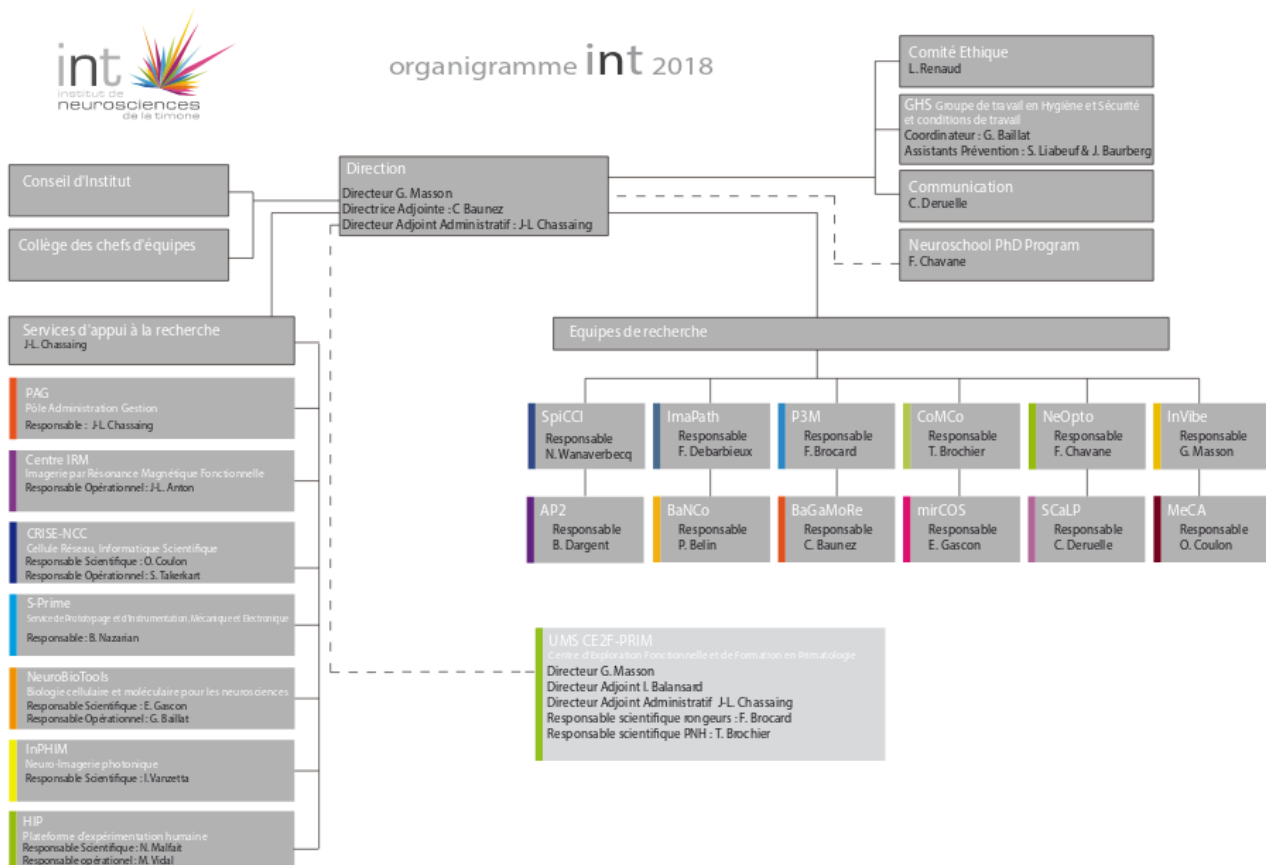 int
institut de
neurosciences
de la timone
organigramme int 2018
Comité Ethique
L. Renaud
GHS Groupe de travail en Hygiène et Sécurité
et conditions de travail
Coordinateur : G. Baillat
Assistants Prévention : S. Liabeuf & J. Baurberg
Communication
C. Deruelle
Neuroschool PhD Program
F. Chavane
Conseil d'Institut
Collège des chefs d'équipes
Direction
Directeur G. Masson
Directrice Adjointe : C Baunez
Directeur Adjoint Administratif : J-L Chassaing
Services d'appui à la recherche
J-L. Chassaing
PAG
Pôle Administration Gestion
Responsable : J-L Chassaing
Centre IRM
Imagerie par Résonance Magnétique Fonctionnelle
Responsable Opérationnel : J-L. Anton
CRISE-NCC
Cellule Réseau, Informatique Scientifique
Responsable Scientifique : O. Coulon
Responsable Opérationnel : S. Takerkart
S-Prime
Service de Prototypage et d'Instrumentation, Mécanique et Electronique
Responsable : B. Nazarian
NeuroBioTools
Biologie cellulaire et moléculaire pour les neurosciences
Responsable Scientifique : E. Gascon
Responsable Opérationnel : G. Baillat
InPHIM
Neuro-Imagerie photonique
Responsable Scientifique : I. Vanzetta
HIP
Plateforme d'expérimentation humaine
Responsable Scientifique : N. Malfait
Responsable opérationel : M. Vidal
Equipes de recherche
SpiCCI
Responsable
N. Wanaverbecq
ImaPath
Responsable
F. Debarbieux
P3M
Responsable
F. Brocard
CoMCo
Responsable
T. Brochier
NeOpto
Responsable
F. Chavane
InVibe
Responsable
G. Masson
AP2
Responsable
B. Dargent
BaNCo
Responsable
P. Belin
BaGaMoRe
Responsable
C. Baunez
mirCOS
Responsable
E. Gascon
SCaLP
Responsable
C. Deruelle
MeCA
Responsable
O. Coulon
UMS CE2F-PRIM
Centre d'Exploration Fonctionnelle et de Formation en Primatologie
Directeur G. Masson
Directeur Adjoint I. Balansard
Directeur Adjoint Administratif J-L. Chassaing
Responsable scientifique rongeurs : F. Brocard
Responsable scientifique PNH : T. Brochier